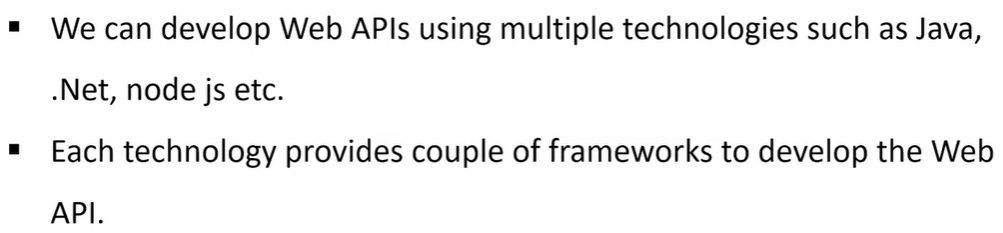 ▪ We can develop Web APIs using multiple technologies such as Java,
.Net, node js etc.
▪ Each technology provides couple of frameworks to develop the Web
API.